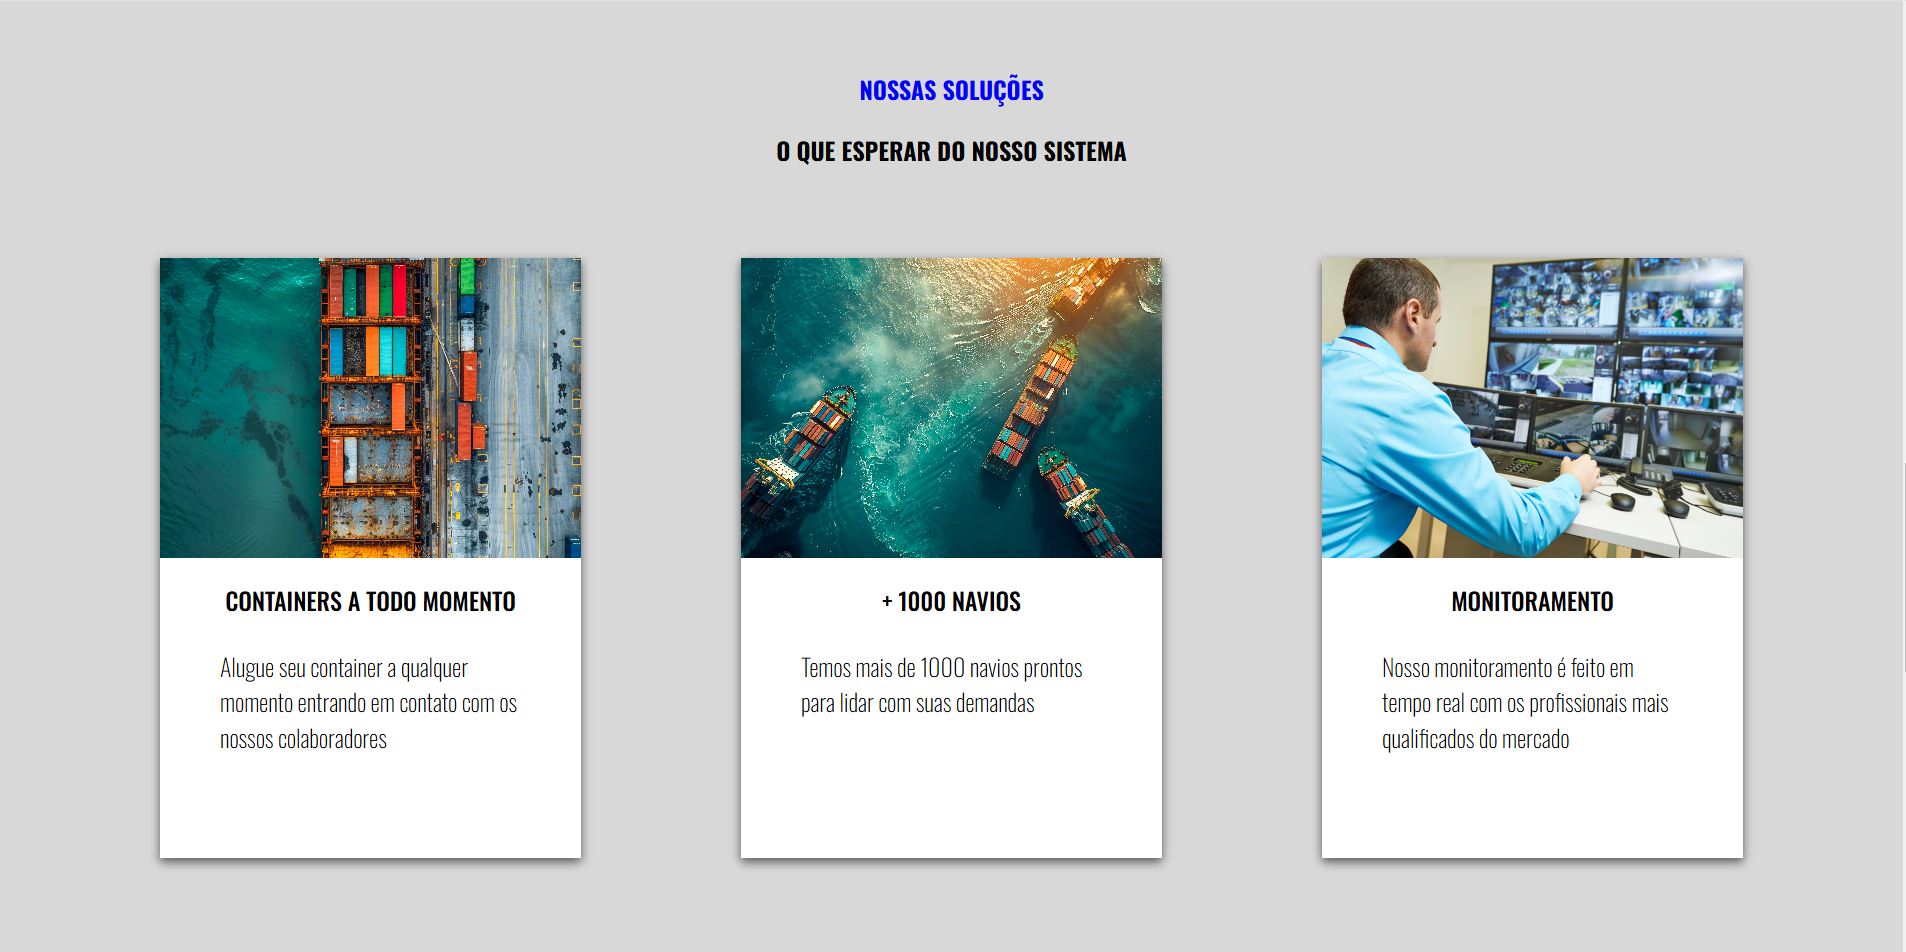 NOSSAS SOLUÇÕES
O QUE ESPERAR DO NOSSO SISTEMA
CONTAINERS A TODO MOMENTO
Alugue seu container a qualquer
momento entrando em contato com os
nossos colaboradores
+ 1000 NAVIOS
Temos mais de 1000 navios prontos
para lidar com suas demandas
MONITORAMENTO
Nosso monitoramento é feito em
tempo real com os profissionais mais
qualificados do mercado